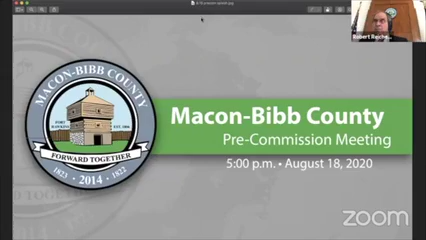 Robert Reiche...
MACON-BIBB COUNTY
FORT HAWKINS
EST. 1806
FORWARD TOGETHER
1823 • 2014 • 1822
Macon-Bibb County
Pre-Commission Meeting
5:00 p.m. • August 18, 2020
zoom